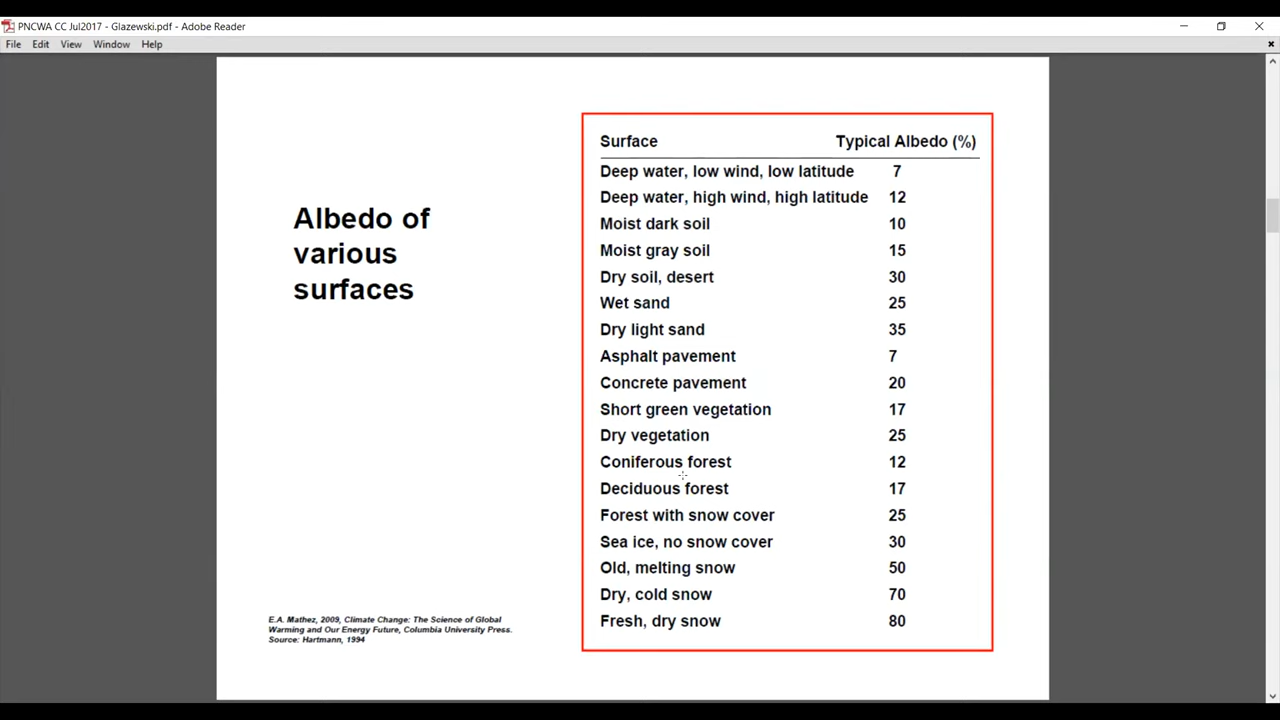 PNCWA CC Jul2017 - Glazewski.pdf - Adobe Reader
File Edit View Window Help
Albedo of
various
surfaces
Surface Typical Albedo (%)
Deep water, low wind, low latitude 7
Deep water, high wind, high latitude 12
Moist dark soil 10
Moist gray soil 15
Dry soil, desert 30
Wet sand 25
Dry light sand 35
Asphalt pavement 7
Concrete pavement 20
Short green vegetation 17
Dry vegetation 25
Coniferous forest 12
Deciduous forest 17
Forest with snow cover 25
Sea ice, no snow cover 30
Old, melting snow 50
Dry, cold snow 70
Fresh, dry snow 80
E.A. Mathez, 2009, Climate Change: The Science of Global
Warming and Our Energy Future, Columbia University Press.
Source: Hartmann, 1994